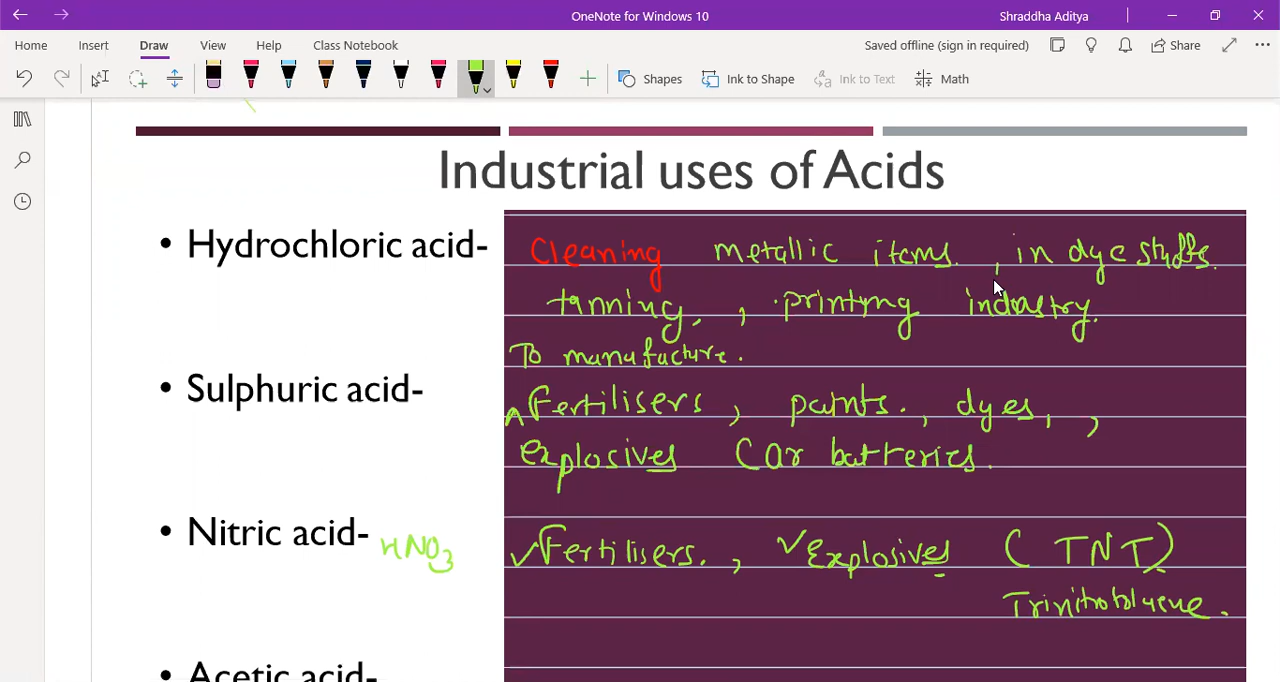 OneNote for Windows 10
Shraddha Aditya
Home Insert Draw View Help Class Notebook
Saved offline (sign in required) Share
Shapes Ink to Shape Ink to Text Math
Industrial uses of Acids
• Hydrochloric acid- Cleaning metallic items. , in dye stuffs.
tanning, , printing industry.
To manufacture.
• Sulphuric acid- Fertilisers, paints., dyes, ,
explosives Car batteries.
• Nitric acid- HNO3 Fertilisers. , Explosives (TNT)
Trinitrotoluene.
• Acetic acid-